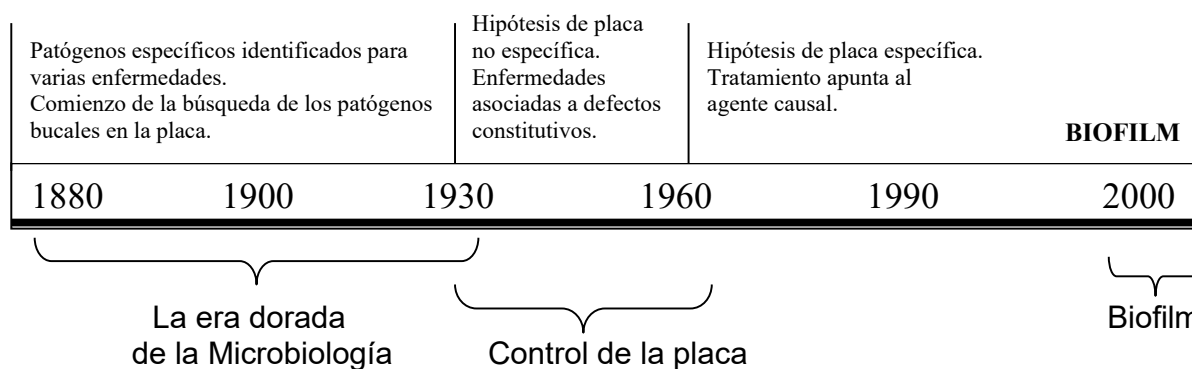 Patógenos específicos identificados para
varias enfermedades.
Comienzo de la búsqueda de los patógenos
bucales en la placa.
Hipótesis de placa
no específica.
Enfermedades
asociadas a defectos
constitutivos.
Hipótesis de placa específica.
Tratamiento apunta al
agente causal.
BIOFILM
1880 1900 1930 1960 1990 2000
La era dorada
de la Microbiología
Control de la placa
Biofilm